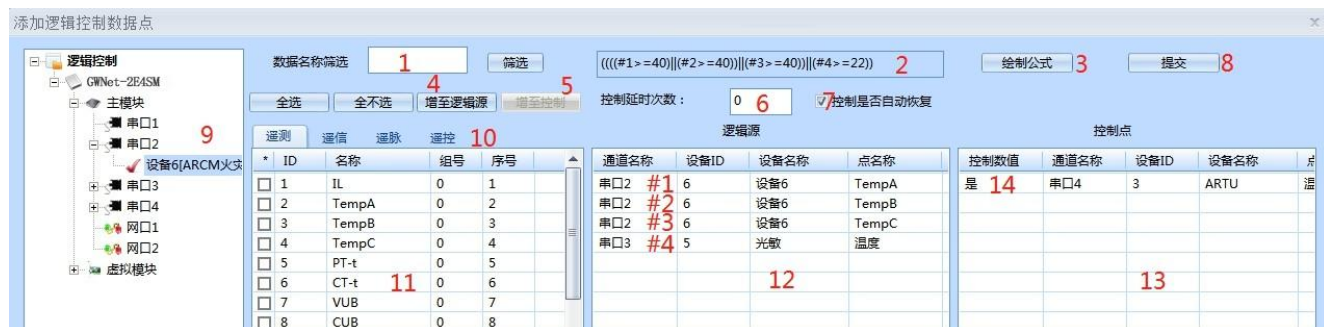 添加逻辑控制数据点
x
逻辑控制
GWNet-2E4SM
主模块
串口1
串口2
设备6[ARCM火灾
串口3
串口4
网口1
网口2
虚拟模块
9
数据名称筛选 1 筛选
((((#1>=40)||(#2>=40))||(#3>=40))||(#4>=22)) 2
绘制公式 3 提交 8
4 5
全选 全不选 增至逻辑源 增至控制
控制延时次数： 0 6 7 控制是否自动恢复
遥测 遥信 遥脉 遥控 10
逻辑源 控制点
* ID 名称 组号 序号
1 IL 0 1
2 TempA 0 2
3 TempB 0 3
4 TempC 0 4
5 PT-t 0 5
6 CT-t 11 0 6
7 VUB 0 7
8 CUB 0 8
通道名称 设备ID 设备名称 点名称
串口2 #1 6 设备6 TempA
串口2 #2 6 设备6 TempB
串口2 #3 6 设备6 TempC
串口3 #4 5 光敏 温度
12
控制数值 通道名称 设备ID 设备名称 点
是 14 串口4 3 ARTU 温
13